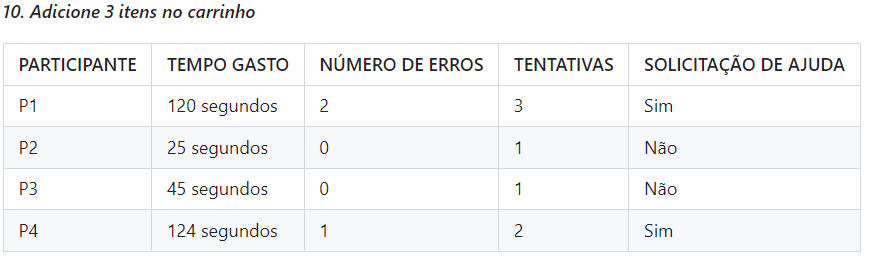 10. Adicione 3 itens no carrinho
PARTICIPANTE TEMPO GASTO NÚMERO DE ERROS TENTATIVAS SOLICITAÇÃO DE AJUDA
P1 120 segundos 2 3 Sim
P2 25 segundos 0 1 Não
P3 45 segundos 0 1 Não
P4 124 segundos 1 2 Sim